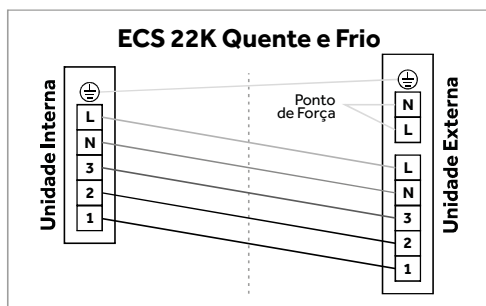 ECS 22K Quente e Frio
Unidade Interna
L
N
3
2
1
Ponto
de Força
N
L
L
N
3
2
1
Unidade Externa